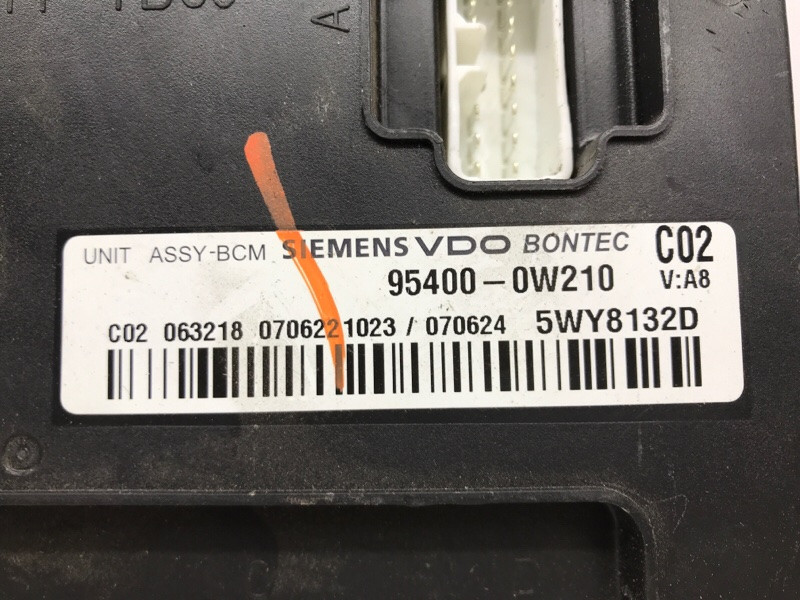 A
UNIT ASSY-BCM SIEMENS VDO BONTEC C02
95400-0W210 V:A8
C02 063218 0706221023 / 070624 5WY8132D